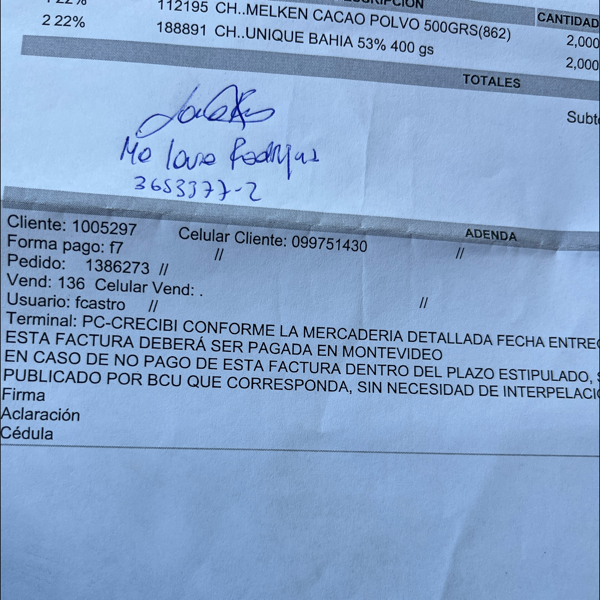 DESCRIPCION
CANTIDAD
22% 112195 CH..MELKEN CACAO POLVO 500GRS(862) 2,000
2 22% 188891 CH..UNIQUE BAHIA 53% 400 gs 2,000
TOTALES
Subt
Rodriguez
3653377-2
ADENDA
Cliente: 1005297 Celular Cliente: 099751430
Forma pago: f7 // //
Pedido: 1386273 //
Vend: 136 Celular Vend: .
Usuario: fcastro // //
Terminal: PC-CRECIBI CONFORME LA MERCADERIA DETALLADA FECHA ENTREG
ESTA FACTURA DEBERÁ SER PAGADA EN MONTEVIDEO
EN CASO DE NO PAGO DE ESTA FACTURA DENTRO DEL PLAZO ESTIPULADO, S
PUBLICADO POR BCU QUE CORRESPONDA, SIN NECESIDAD DE INTERPELACIO
Firma
Aclaración
Cédula